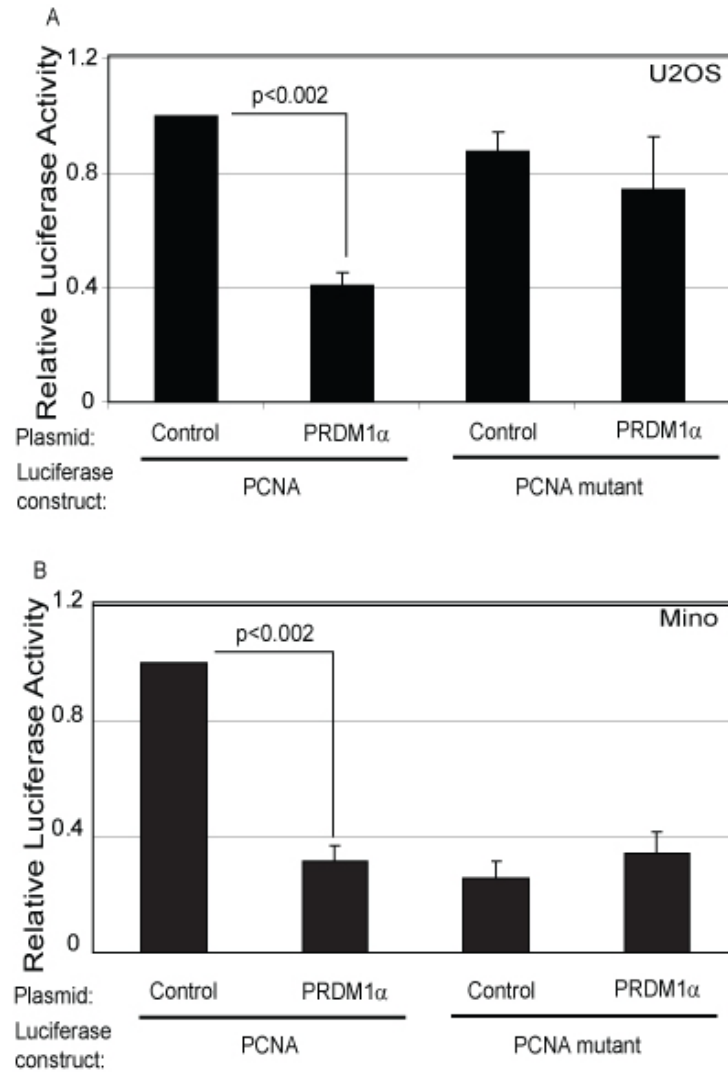 A
1.2
U2OS
p<0.002
0.8
0.4
0
Relative Luciferase Activity
Plasmid: Control PRDM1α Control PRDM1α
Luciferase
construct: PCNA PCNA mutant
B
1.2
Mino
p<0.002
0.8
0.4
0
Relative Luciferase Activity
Plasmid: Control PRDM1α Control PRDM1α
Luciferase
construct: PCNA PCNA mutant